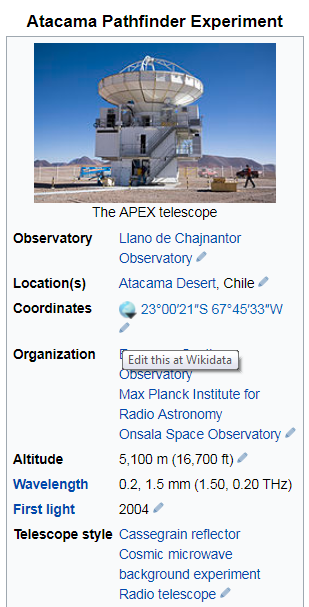 Atacama Pathfinder Experiment
The APEX telescope
Observatory Llano de Chajnantor
Observatory
Location(s) Atacama Desert, Chile
Coordinates 23°00′21″S 67°45′33″W
Organization
Edit this at Wikidata
Observatory
Max Planck Institute for
Radio Astronomy
Onsala Space Observatory
Altitude 5,100 m (16,700 ft)
Wavelength 0.2, 1.5 mm (1.50, 0.20 THz)
First light 2004
Telescope style Cassegrain reflector
Cosmic microwave
background experiment
Radio telescope